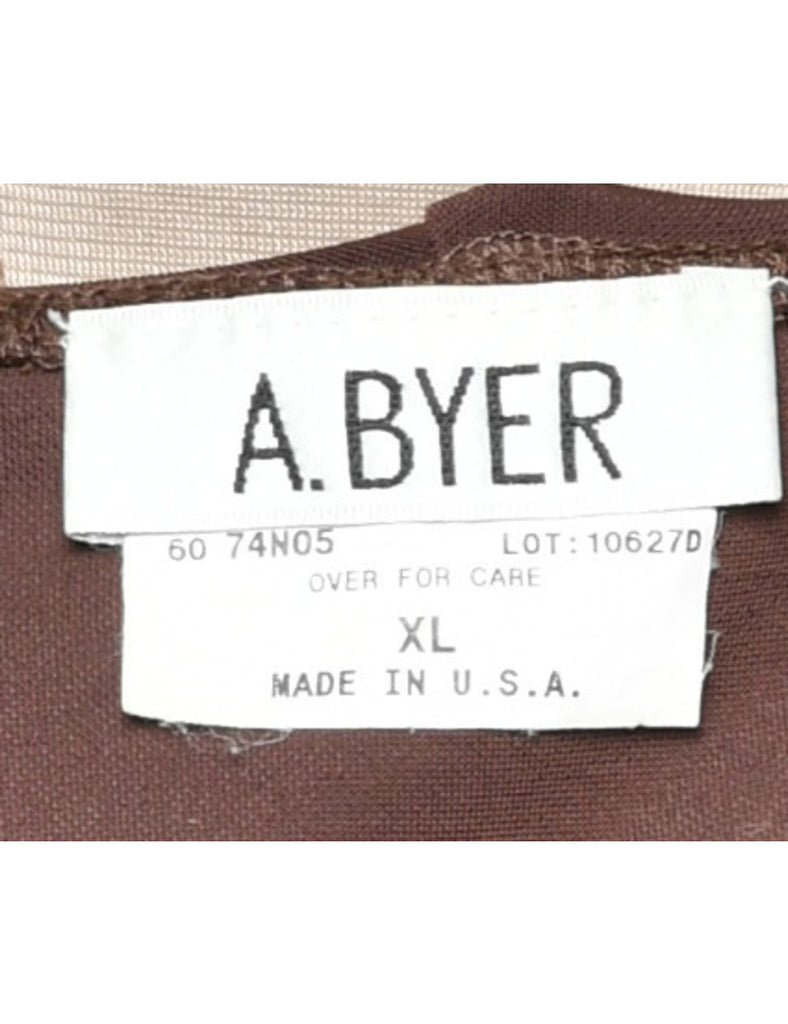 A.BYER
60 74N05 LOT:10627D
OVER FOR CARE
XL
MADE IN U.S.A.